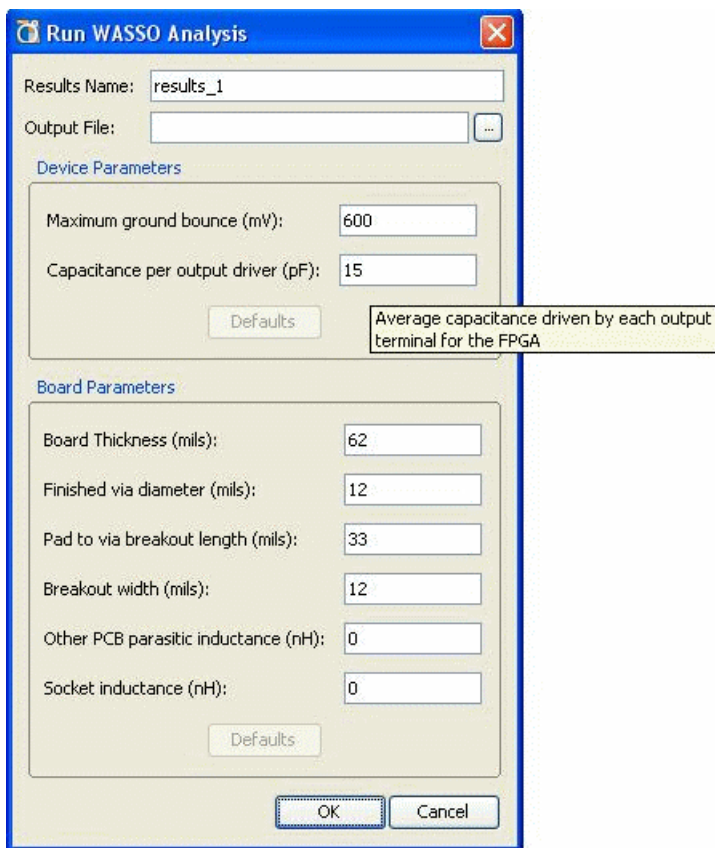 Run WASSO Analysis
Results Name: results_1
Output File: ...
Device Parameters
Maximum ground bounce (mV): 600
Capacitance per output driver (pF): 15
Defaults
Average capacitance driven by each output
terminal for the FPGA
Board Parameters
Board Thickness (mils): 62
Finished via diameter (mils): 12
Pad to via breakout length (mils): 33
Breakout width (mils): 12
Other PCB parasitic inductance (nH): 0
Socket inductance (nH): 0
Defaults
OK Cancel